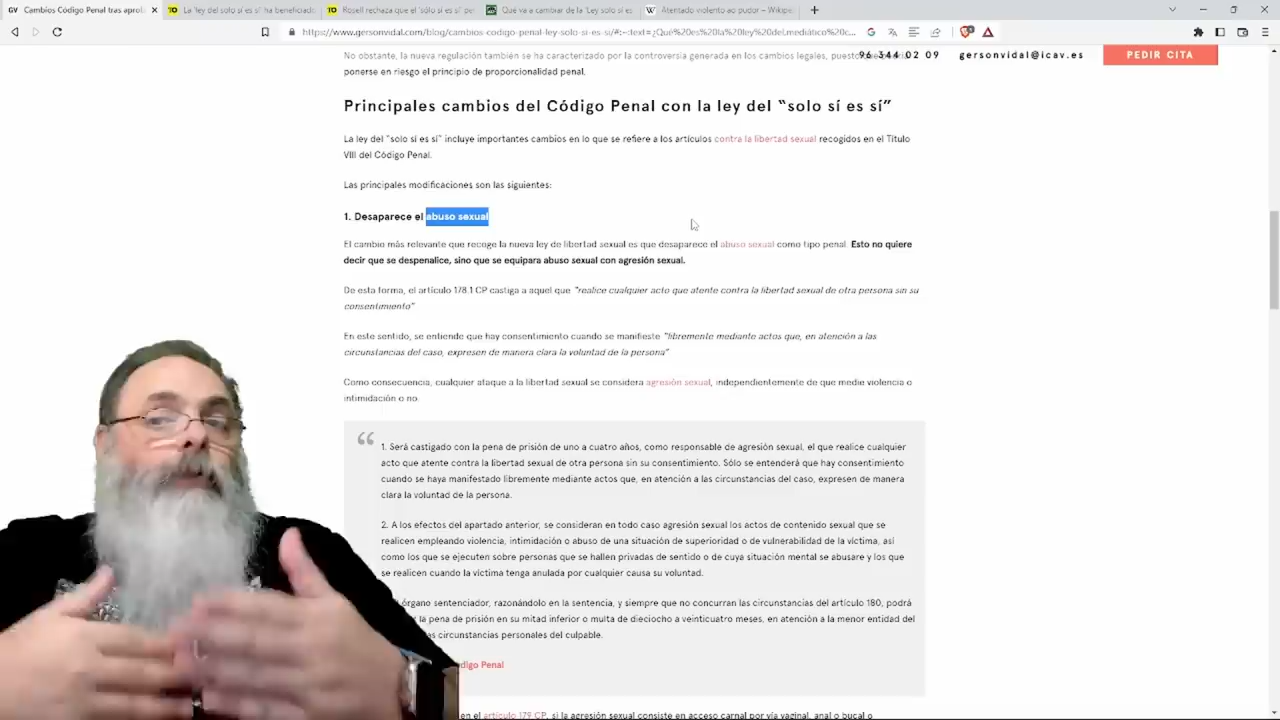 Cambios Código Penal tras aprob
La 'ley del solo sí es sí' ha beneficiado
Rosell rechaza que el 'sólo sí es sí' pe
Qué va a cambiar de la 'Ley solo sí es
Atentado violento al pudor – Wikipe
https://www.gersonvidal.com/blog/cambios-codigo-penal-ley-solo-si-es-si/#:~:text=¿Qué%20es%20la%20ley%20del,mediático%20c...
No obstante, la nueva regulación también se ha caracterizado por la controversia generada en los cambios legales, puesto que
96 344 02 09
gersonvidal@icav.es
PEDIR CITA
ponerse en riesgo el principio de proporcionalidad penal.
Principales cambios del Código Penal con la ley del “solo sí es sí”
La ley del “solo sí es sí” incluye importantes cambios en lo que se refiere a los artículos contra la libertad sexual recogidos en el Título
VIII del Código Penal.
Las principales modificaciones son las siguientes:
1. Desaparece el abuso sexual
El cambio más relevante que recoge la nueva ley de libertad sexual es que desaparece el abuso sexual como tipo penal. Esto no quiere
decir que se despenalice, sino que se equipara abuso sexual con agresión sexual.
De esta forma, el artículo 178.1 CP castiga a aquel que “realice cualquier acto que atente contra la libertad sexual de otra persona sin su
consentimiento”
En este sentido, se entiende que hay consentimiento cuando se manifieste “libremente mediante actos que, en atención a las
circunstancias del caso, expresen de manera clara la voluntad de la persona”
Como consecuencia, cualquier ataque a la libertad sexual se considera agresión sexual, independientemente de que medie violencia o
intimidación o no.
1. Será castigado con la pena de prisión de uno a cuatro años, como responsable de agresión sexual, el que realice cualquier
acto que atente contra la libertad sexual de otra persona sin su consentimiento. Sólo se entenderá que hay consentimiento
cuando se haya manifestado libremente mediante actos que, en atención a las circunstancias del caso, expresen de manera
clara la voluntad de la persona.
2. A los efectos del apartado anterior, se consideran en todo caso agresión sexual los actos de contenido sexual que se
realicen empleando violencia, intimidación o abuso de una situación de superioridad o de vulnerabilidad de la víctima, así
como los que se ejecuten sobre personas que se hallen privadas de sentido o de cuya situación mental se abusare y los que
se realicen cuando la víctima tenga anulada por cualquier causa su voluntad.
órgano sentenciador, razonándolo en la sentencia, y siempre que no concurran las circunstancias del artículo 180, podrá
la pena de prisión en su mitad inferior o multa de dieciocho a veinticuatro meses, en atención a la menor entidad del
as circunstancias personales del culpable.
digo Penal
en el artículo 179 CP, si la agresión sexual consiste en acceso carnal por vía vaginal, anal o bucal o